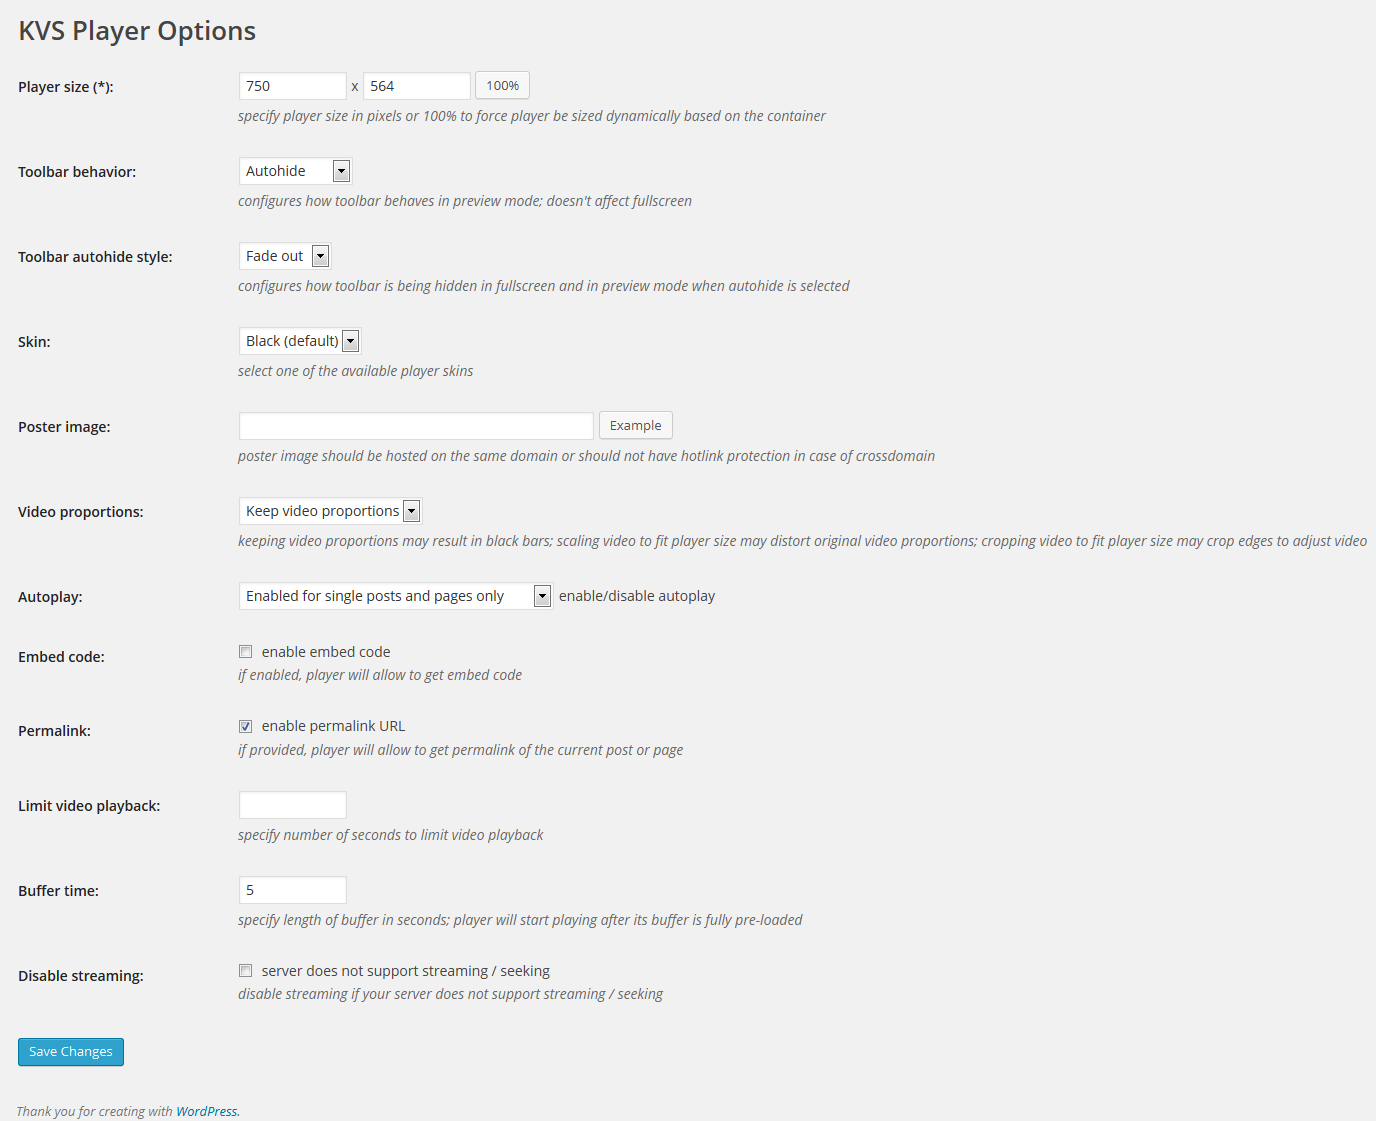 KVS Player Options
Player size (*): 750 x 564 100%
specify player size in pixels or 100% to force player be sized dynamically based on the container
Toolbar behavior: Autohide
configures how toolbar behaves in preview mode; doesn't affect fullscreen
Toolbar autohide style: Fade out
configures how toolbar is being hidden in fullscreen and in preview mode when autohide is selected
Skin: Black (default)
select one of the available player skins
Poster image: Example
poster image should be hosted on the same domain or should not have hotlink protection in case of crossdomain
Video proportions: Keep video proportions
keeping video proportions may result in black bars; scaling video to fit player size may distort original video proportions; cropping video to fit player size may crop edges to adjust video
Autoplay: Enabled for single posts and pages only enable/disable autoplay
Embed code: enable embed code
if enabled, player will allow to get embed code
Permalink: enable permalink URL
if provided, player will allow to get permalink of the current post or page
Limit video playback:
specify number of seconds to limit video playback
Buffer time: 5
specify length of buffer in seconds; player will start playing after its buffer is fully pre-loaded
Disable streaming: server does not support streaming / seeking
disable streaming if your server does not support streaming / seeking
Save Changes
Thank you for creating with WordPress.